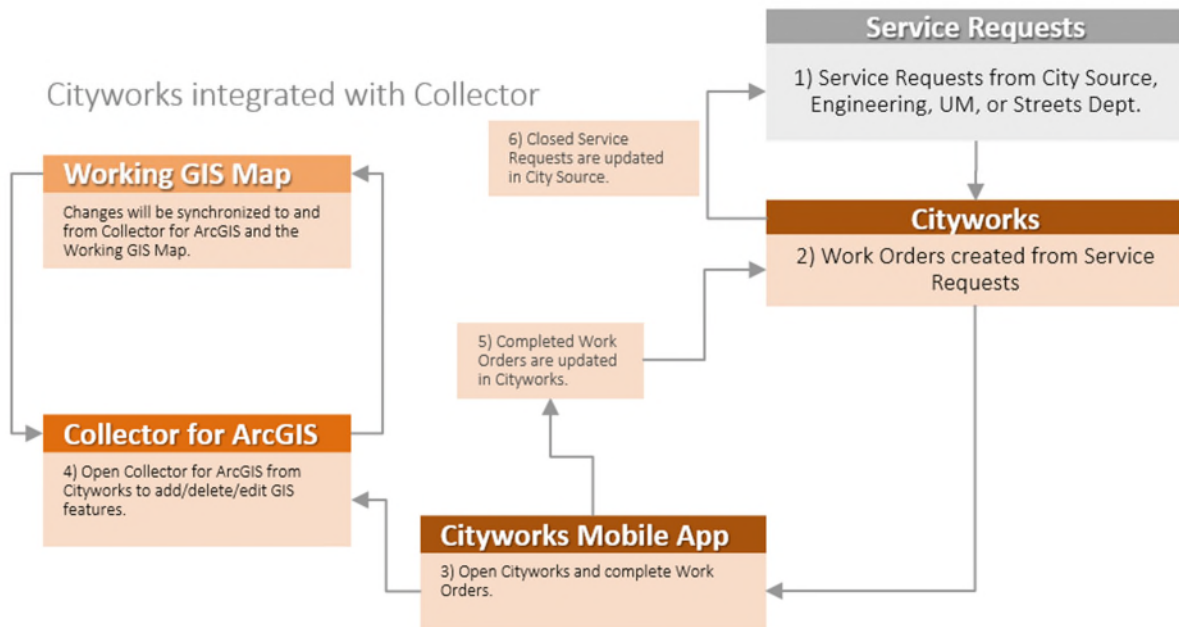 Service Requests
1) Service Requests from City Source,
Engineering, UM, or Streets Dept.
Cityworks integrated with Collector
6) Closed Service
Requests are updated
in City Source.
Working GIS Map
Changes will be synchronized to and
from Collector for ArcGIS and the
Working GIS Map.
Cityworks
2) Work Orders created from Service
Requests
5) Completed Work
Orders are updated
in Cityworks.
Collector for ArcGIS
4) Open Collector for ArcGIS from
Cityworks to add/delete/edit GIS
features.
Cityworks Mobile App
3) Open Cityworks and complete Work
Orders.